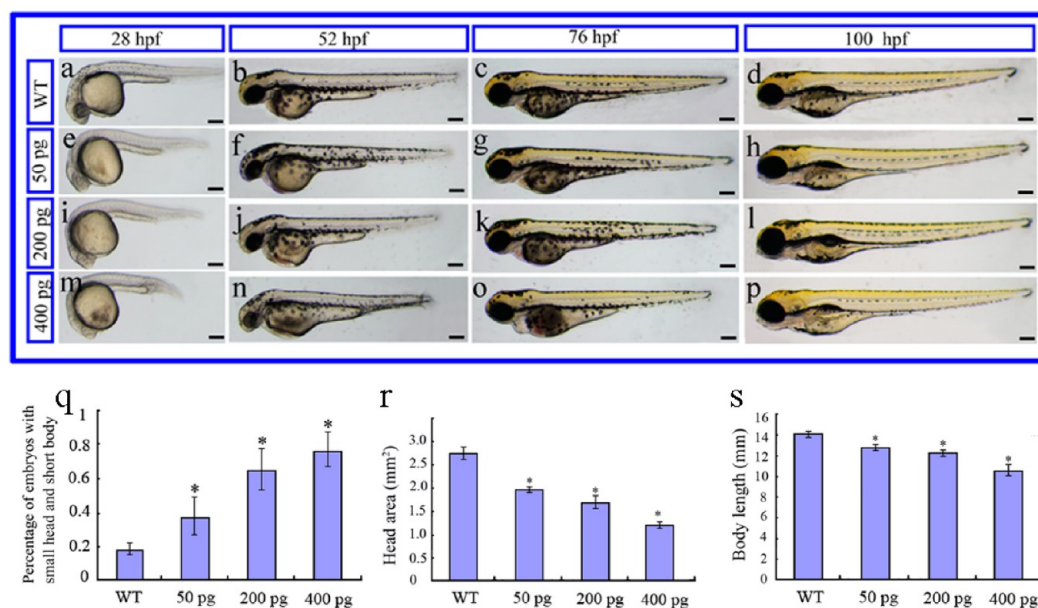 28 hpf 52 hpf 76 hpf 100 hpf
WT a b c d
50 pg e f g h
200 pg i j k l
400 pg m n o p
q r s
Percentage of embryos with
small head and short body
1
0.8
0.6
0.4
0.2
0
* * *
WT 50 pg 200 pg 400 pg
Head area (mm²)
3.0
2.5
2.0
1.5
1.0
0.0
* * *
WT 50 pg 200 pg 400 pg
Body length (mm)
16
14
12
10
8
6
4
2
0
* * *
WT 50 pg 200 pg 400 pg